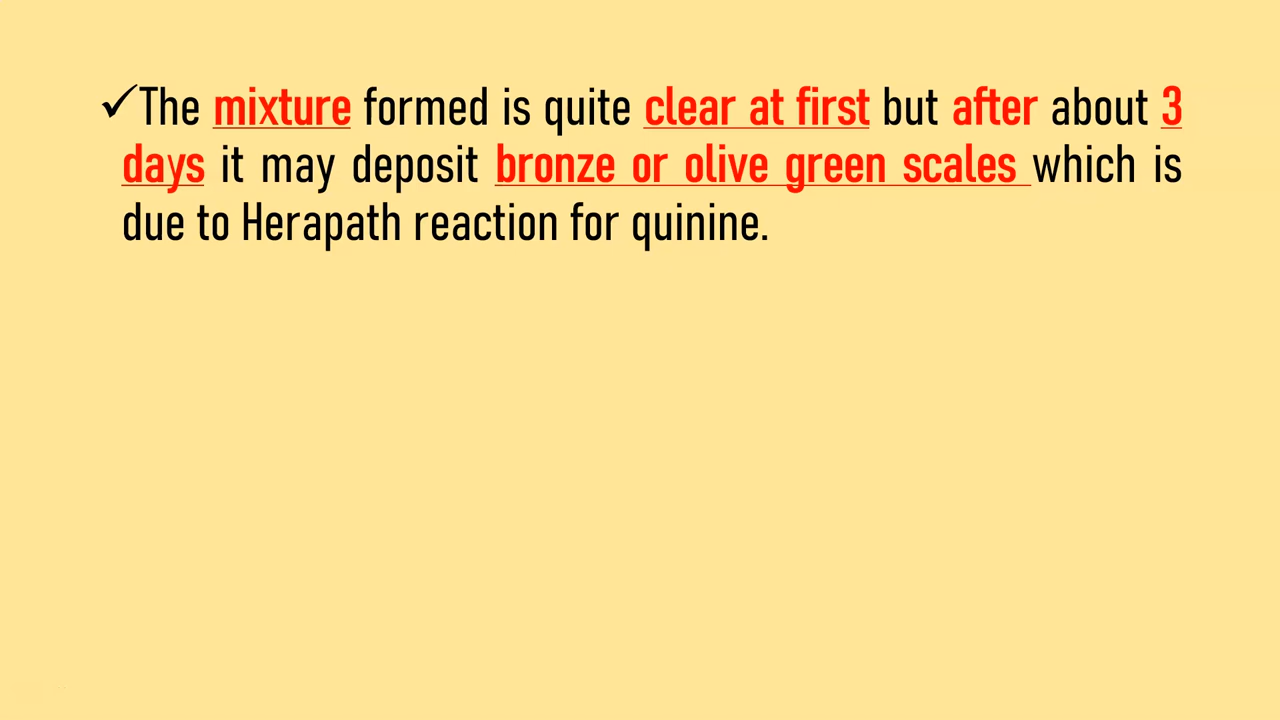 ✓The mixture formed is quite clear at first but after about 3
days it may deposit bronze or olive green scales which is
due to Herapath reaction for quinine.